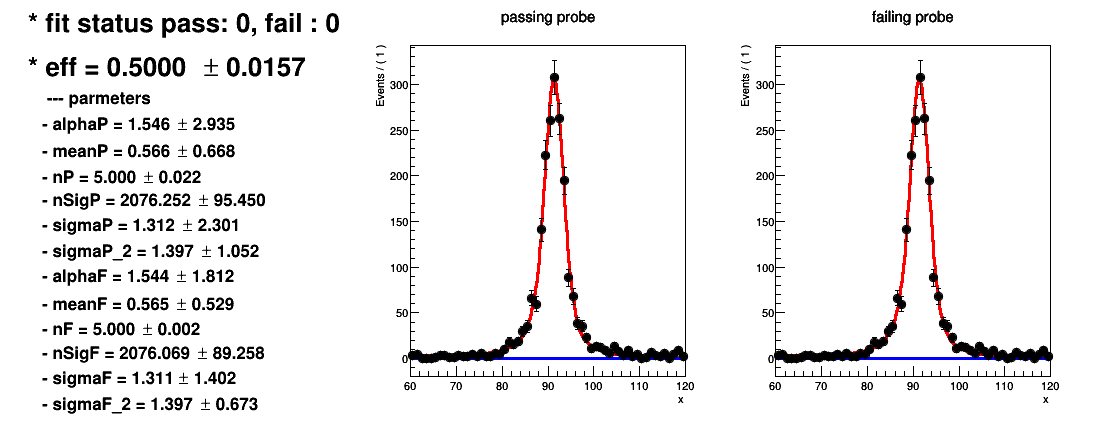 * fit status pass: 0, fail : 0
* eff = 0.5000 ± 0.0157
--- parmeters
- alphaP = 1.546 ± 2.935
- meanP = 0.566 ± 0.668
- nP = 5.000 ± 0.022
- nSigP = 2076.252 ± 95.450
- sigmaP = 1.312 ± 2.301
- sigmaP_2 = 1.397 ± 1.052
- alphaF = 1.544 ± 1.812
- meanF = 0.565 ± 0.529
- nF = 5.000 ± 0.002
- nSigF = 2076.069 ± 89.258
- sigmaF = 1.311 ± 1.402
- sigmaF_2 = 1.397 ± 0.673
passing probe
Events / ( 1 )
300
250
200
150
100
50
0
60 70 80 90 100 110 120
x
failing probe
Events / ( 1 )
300
250
200
150
100
50
0
60 70 80 90 100 110 120
x